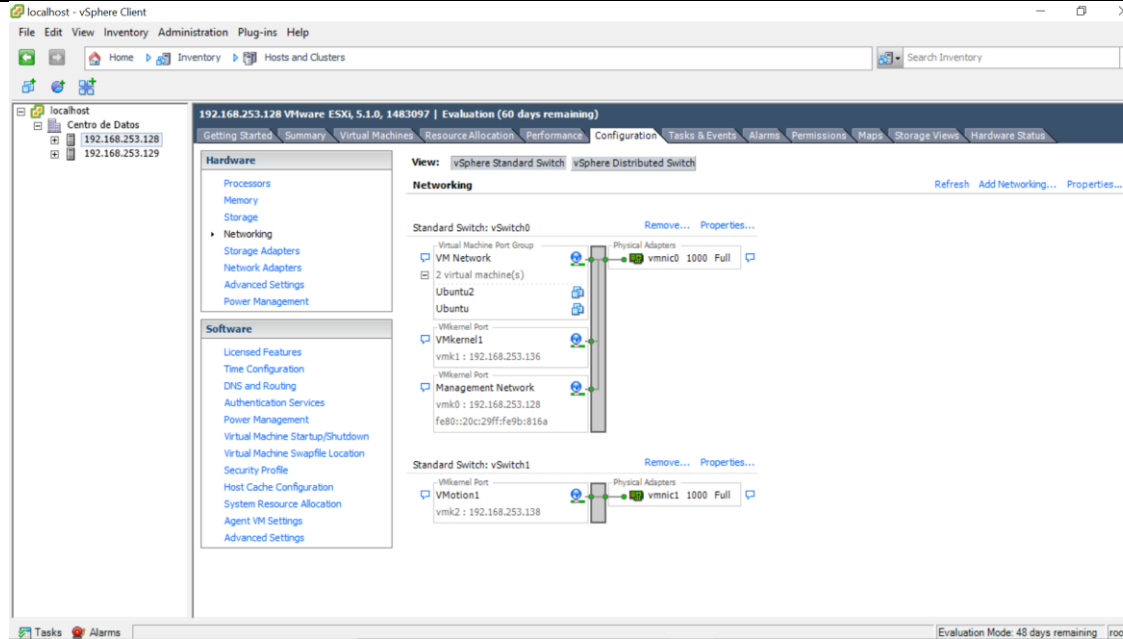 localhost - vSphere Client
File Edit View Inventory Administration Plug-ins Help
Home Inventory Hosts and Clusters
Search Inventory
localhost
Centro de Datos
192.168.253.128
192.168.253.129
192.168.253.128 VMware ESXi, 5.1.0, 1483097 | Evaluation (60 days remaining)
Getting Started Summary Virtual Machines Resource Allocation Performance Configuration Tasks & Events Alarms Permissions Maps Storage Views Hardware Status
Hardware
Processors
Memory
Storage
Networking
Storage Adapters
Network Adapters
Advanced Settings
Power Management
Software
Licensed Features
Time Configuration
DNS and Routing
Authentication Services
Power Management
Virtual Machine Startup/Shutdown
Virtual Machine Swapfile Location
Security Profile
Host Cache Configuration
System Resource Allocation
Agent VM Settings
Advanced Settings
View: vSphere Standard Switch vSphere Distributed Switch
Networking Refresh Add Networking... Properties...
Standard Switch: vSwitch0 Remove... Properties...
Virtual Machine Port Group Physical Adapters
VM Network vmnic0 1000 Full
2 virtual machine(s)
Ubuntu2
Ubuntu
VMkernel Port
VMkernel1
vmk1 : 192.168.253.136
VMkernel Port
Management Network
vmk0 : 192.168.253.128
fe80::20c:29ff:fe9b:816a
Standard Switch: vSwitch1 Remove... Properties...
VMkernel Port Physical Adapters
VMotion1 vmnic1 1000 Full
vmk2 : 192.168.253.138
Tasks Alarms Evaluation Mode: 48 days remaining roo